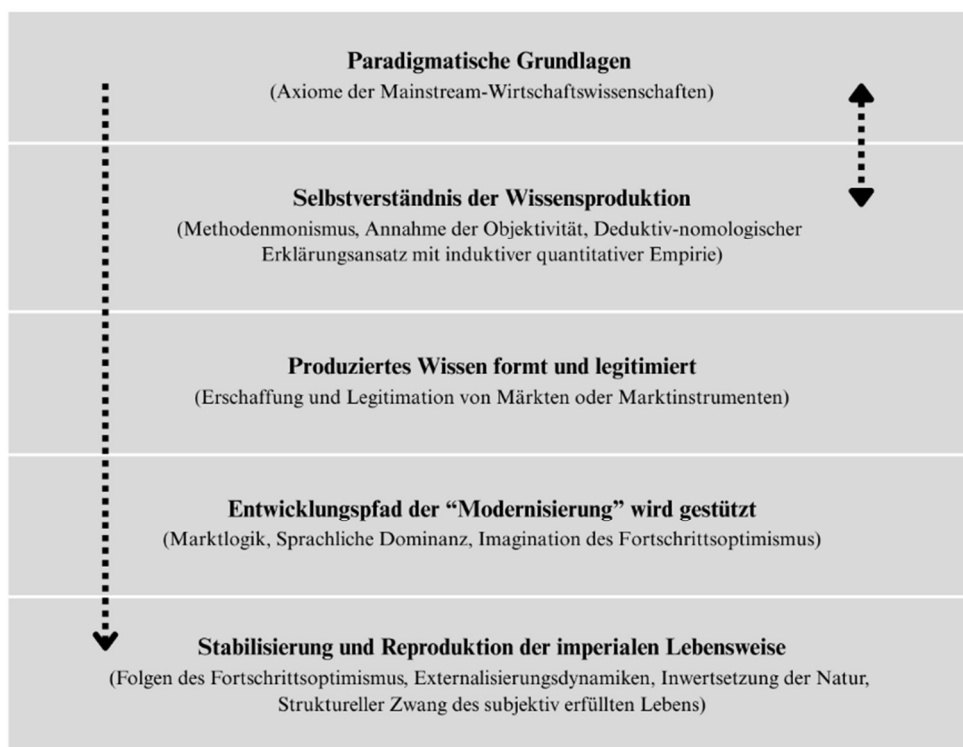 Paradigmatische Grundlagen
(Axiome der Mainstream-Wirtschaftswissenschaften)
Selbstverständnis der Wissensproduktion
(Methodenmonismus, Annahme der Objektivität, Deduktiv-nomologischer
Erklärungsansatz mit induktiver quantitativer Empirie)
Produziertes Wissen formt und legitimiert
(Erschaffung und Legitimation von Märkten oder Marktinstrumenten)
Entwicklungspfad der “Modernisierung” wird gestützt
(Marktlogik, Sprachliche Dominanz, Imagination des Fortschrittsoptimismus)
Stabilisierung und Reproduktion der imperialen Lebensweise
(Folgen des Fortschrittsoptimismus, Externalisierungsdynamiken, Inwertsetzung der Natur,
Struktureller Zwang des subjektiv erfüllten Lebens)